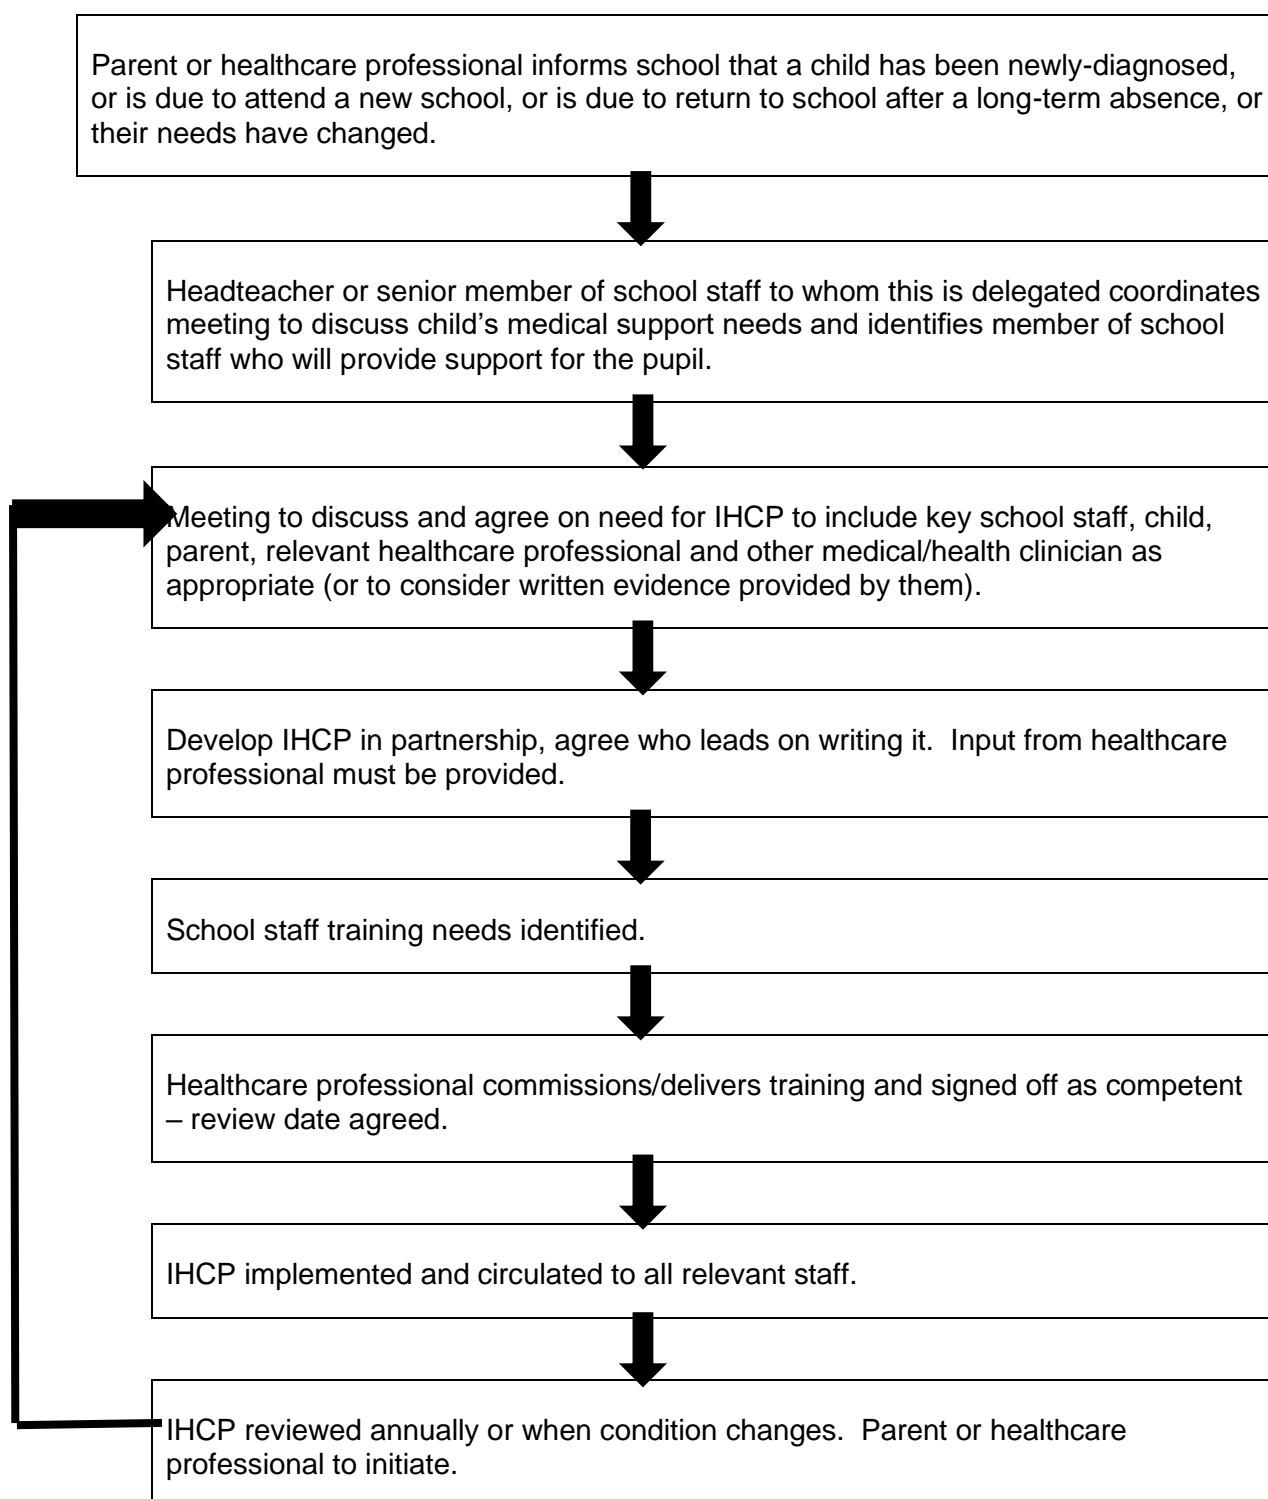 Parent or healthcare professional informs school that a child has been newly-diagnosed,
or is due to attend a new school, or is due to return to school after a long-term absence, or
their needs have changed.
Headteacher or senior member of school staff to whom this is delegated coordinates
meeting to discuss child’s medical support needs and identifies member of school
staff who will provide support for the pupil.
Meeting to discuss and agree on need for IHCP to include key school staff, child,
parent, relevant healthcare professional and other medical/health clinician as
appropriate (or to consider written evidence provided by them).
Develop IHCP in partnership, agree who leads on writing it.  Input from healthcare
professional must be provided.
School staff training needs identified.
Healthcare professional commissions/delivers training and signed off as competent
– review date agreed.
IHCP implemented and circulated to all relevant staff.
IHCP reviewed annually or when condition changes.  Parent or healthcare
professional to initiate.